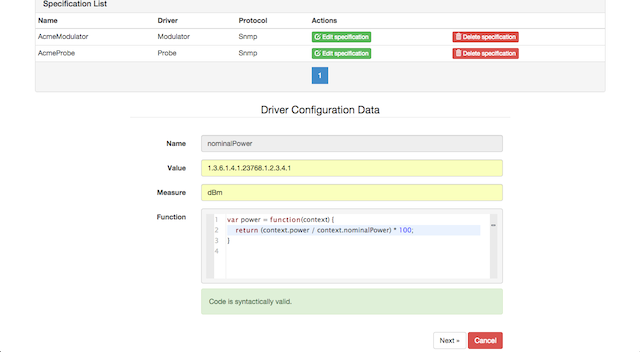 Specification List
Name Driver Protocol Actions
AcmeModulator Modulator Snmp Edit specification Delete specification
AcmeProbe Probe Snmp Edit specification Delete specification
1
Driver Configuration Data
Name nominalPower
Value 1.3.6.1.4.1.23768.1.2.3.4.1
Measure dBm
Function
1 var power = function(context) {
2 return (context.power / context.nominalPower) * 100;
3 }
4
Code is syntactically valid.
Next » Cancel